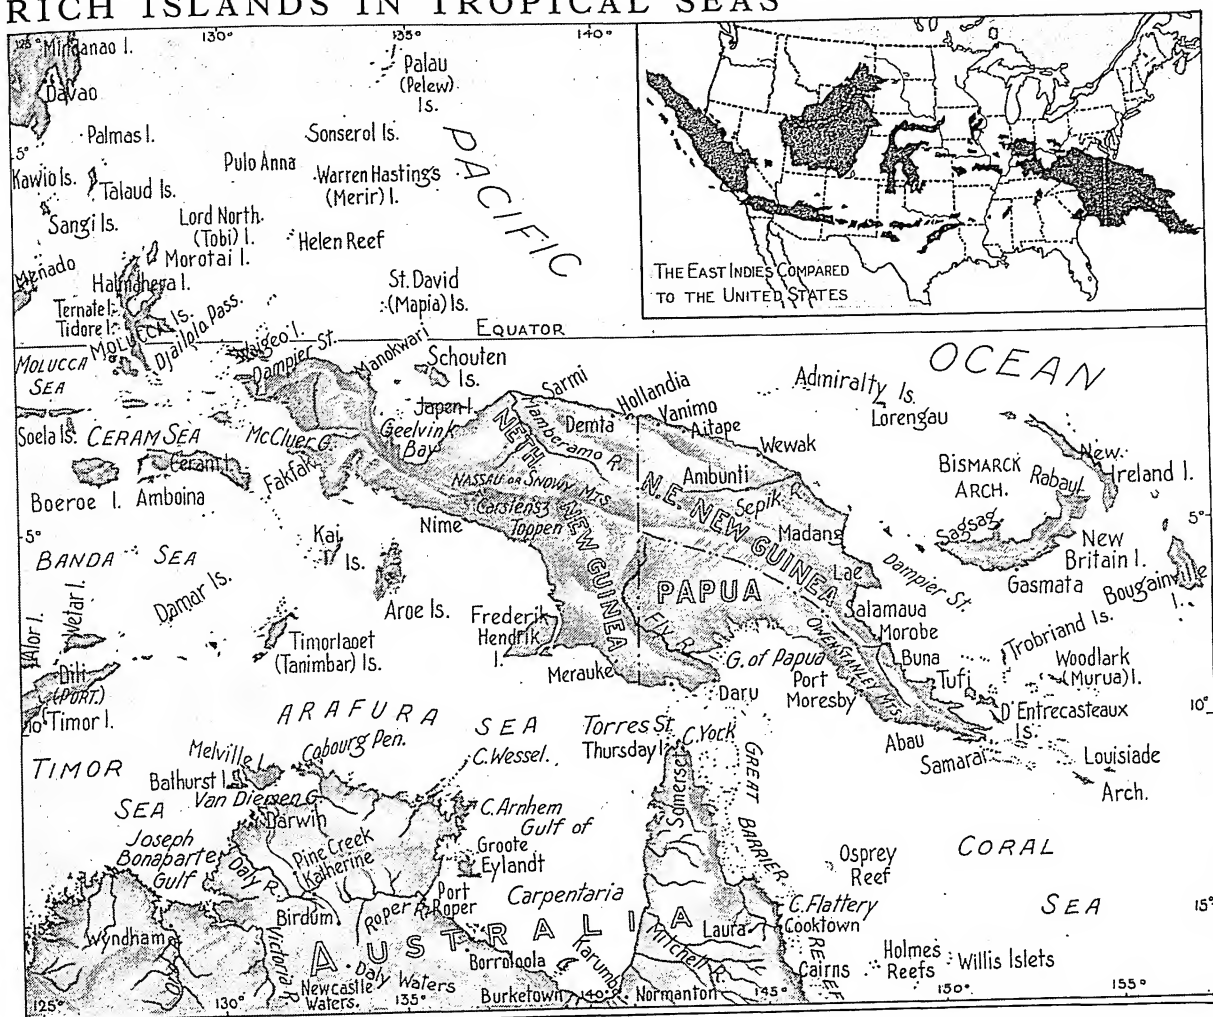 RICH ISLANDS IN TROPICAL SEAS
125°
130°
135°
140°
Mindanao I.
Davao
Palau
(Pelew)
Is.
Palmas I.
Sonserol Is.
5°
Pulo Anna
Kawio Is.
Talaud Is.
Warren Hastings
(Merir) I.
Sangi Is.
Lord North
(Tobi) I.
Helen Reef
Morotai I.
Menado
Halmahera I.
St. David
(Mapia) Is.
Ternate I.
Tidore I.
MOLUCCA Is.
Djailolo Pass.
PACIFIC
OCEAN
THE EAST INDIES COMPARED
TO THE UNITED STATES
EQUATOR
MOLUCCA
SEA
Waigeo I.
Dampier St.
Manokwari
Schouten
Is.
Japen I.
Sarmi
Hollandia
Vanimo
Aitape
Wewak
Admiralty Is.
Lorengau
Soela Is.
CERAM SEA
McCluer G.
Geelvink
Bay
Mamberamo R.
Demta
Ambunti
Sepik R.
BISMARCK
ARCH.
Rabaul
New
Ireland I.
Ceram I.
Boeroe I.
Amboina
Fakfak
NASSAU OR SNOWY MTS.
Carstensz
Toppen
Nime
NETH. NEW GUINEA
N.E. NEW GUINEA
Madang
Sagsag
New
Britain I.
Gasmata
5°
5°
BANDA SEA
Kai
Is.
Aroe Is.
Damar Is.
Alor I.
Wetar I.
PAPUA
Lae
Dampier St.
Bougainville
I.
Frederik
Hendrik
I.
Fly R.
Salamaua
Morobe
OWEN STANLEY MTS.
Trobriand Is.
Timorlaoet
(Tanimbar) Is.
Dili
(PORT.)
Timor I.
10°
Merauke
G. of Papua
Port
Moresby
Daru
Buna
Tufi
Woodlark
(Murua) I.
D'Entrecasteaux
Is.
10°
ARAFURA SEA
Torres St.
Thursday I.
C. York
Abau
Samarai
Louisiade
Arch.
TIMOR
SEA
Melville I.
Cobourg Pen.
C. Wessel
Bathurst I.
Van Diemen G.
Darwin
Somerset
GREAT BARRIER REEF
C. Arnhem
Gulf of
Carpentaria
Joseph
Bonabarte
Gulf
Daly R.
Pine Creek
Katherine
Groote
Eylandt
Osprey
Reef
CORAL
SEA
Birdum
Roper R.
Port
Roper
C. Flattery
Cooktown
15°
15°
Wyndham
Victoria R.
AUSTRALIA
Laura
Mitchell R.
Daly Waters
Newcastle
Waters
Borroloola
Karumba
Burketown
Normanton
Cairns
Holmes
Reefs
Willis Islets
125°
130°
135°
140°
145°
150°
155°